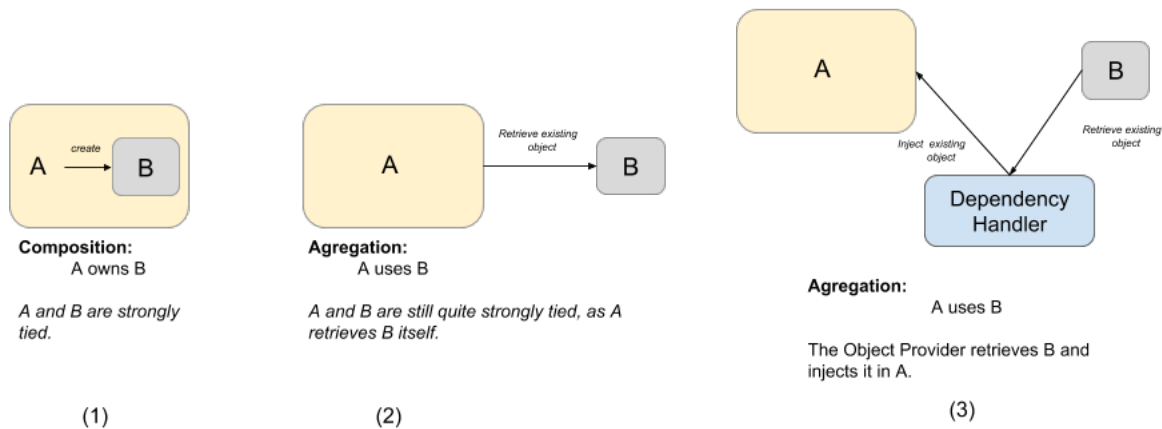 A
create
B
Composition:
A owns B
A and B are strongly
tied.
(1)
A
Retrieve existing
object
B
Agregation:
A uses B
A and B are still quite strongly tied, as A
retrieves B itself.
(2)
A
B
Inject existing
object
Retrieve existing
object
Dependency
Handler
Agregation:
A uses B
The Object Provider retrieves B and
injects it in A.
(3)